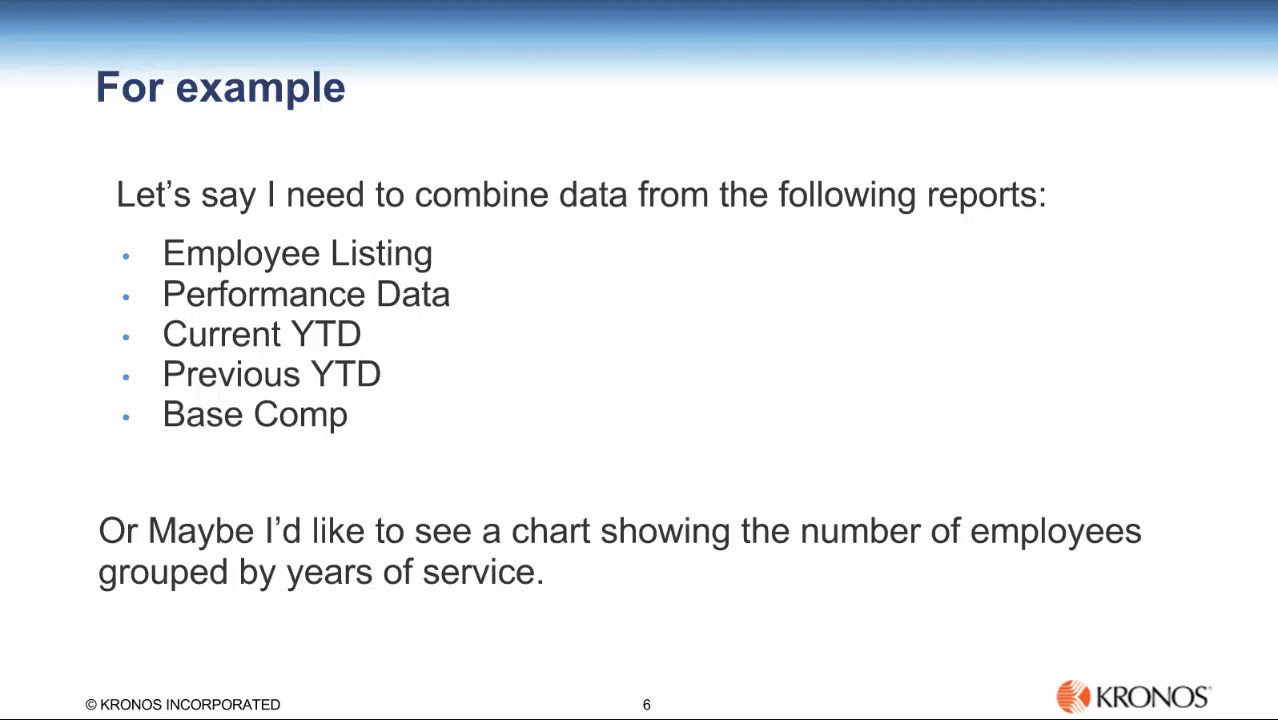 For example
Let’s say I need to combine data from the following reports:
• Employee Listing
• Performance Data
• Current YTD
• Previous YTD
• Base Comp
Or Maybe I’d like to see a chart showing the number of employees
grouped by years of service.
© KRONOS INCORPORATED
6
KRONOS